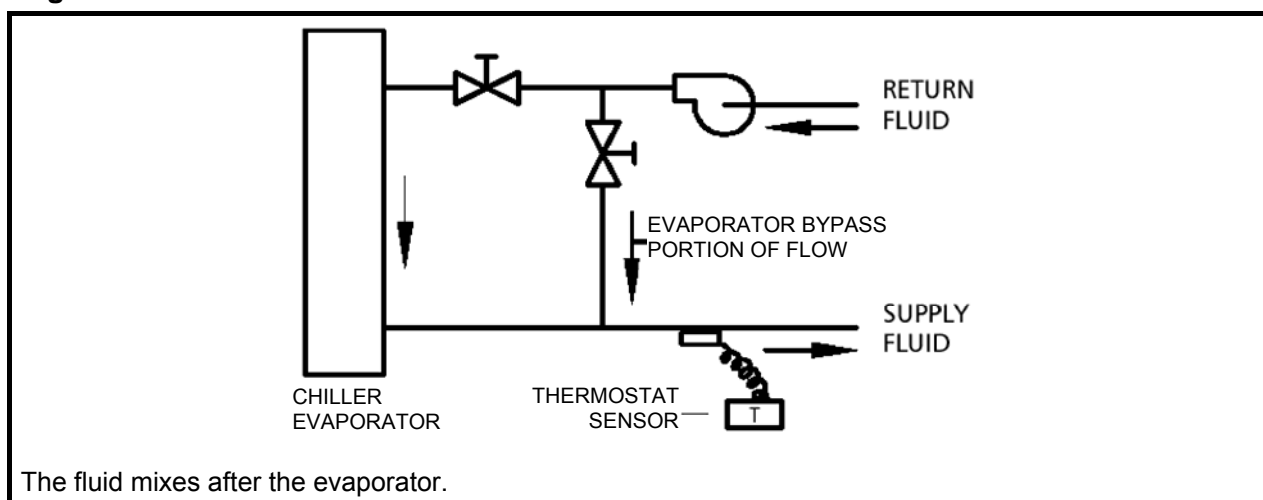 RETURN
FLUID
EVAPORATOR BYPASS
PORTION OF FLOW
SUPPLY
FLUID
CHILLER
EVAPORATOR
THERMOSTAT
SENSOR
T
The fluid mixes after the evaporator.